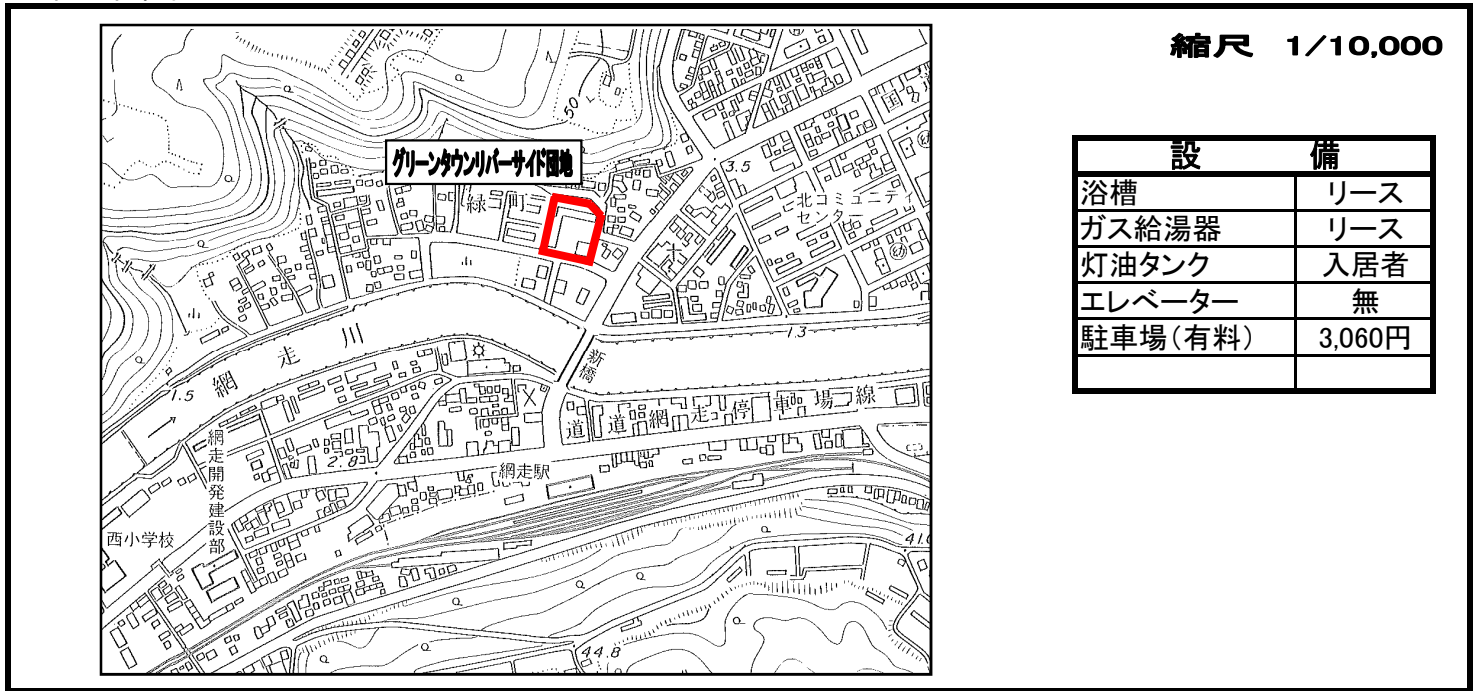 縮尺 1/10,000
グリーンタウンリバーサイド団地
緑町
50
3.5
北コミュニティ
センター
国
幼
幼
1.3
網走川
新橋
1.5
道道網走停車場線
2.8
網走駅
網走開発建設部
西小学校
44.8
設 備
浴槽 リース
ガス給湯器 リース
灯油タンク 入居者
エレベーター 無
駐車場(有料) 3,060円